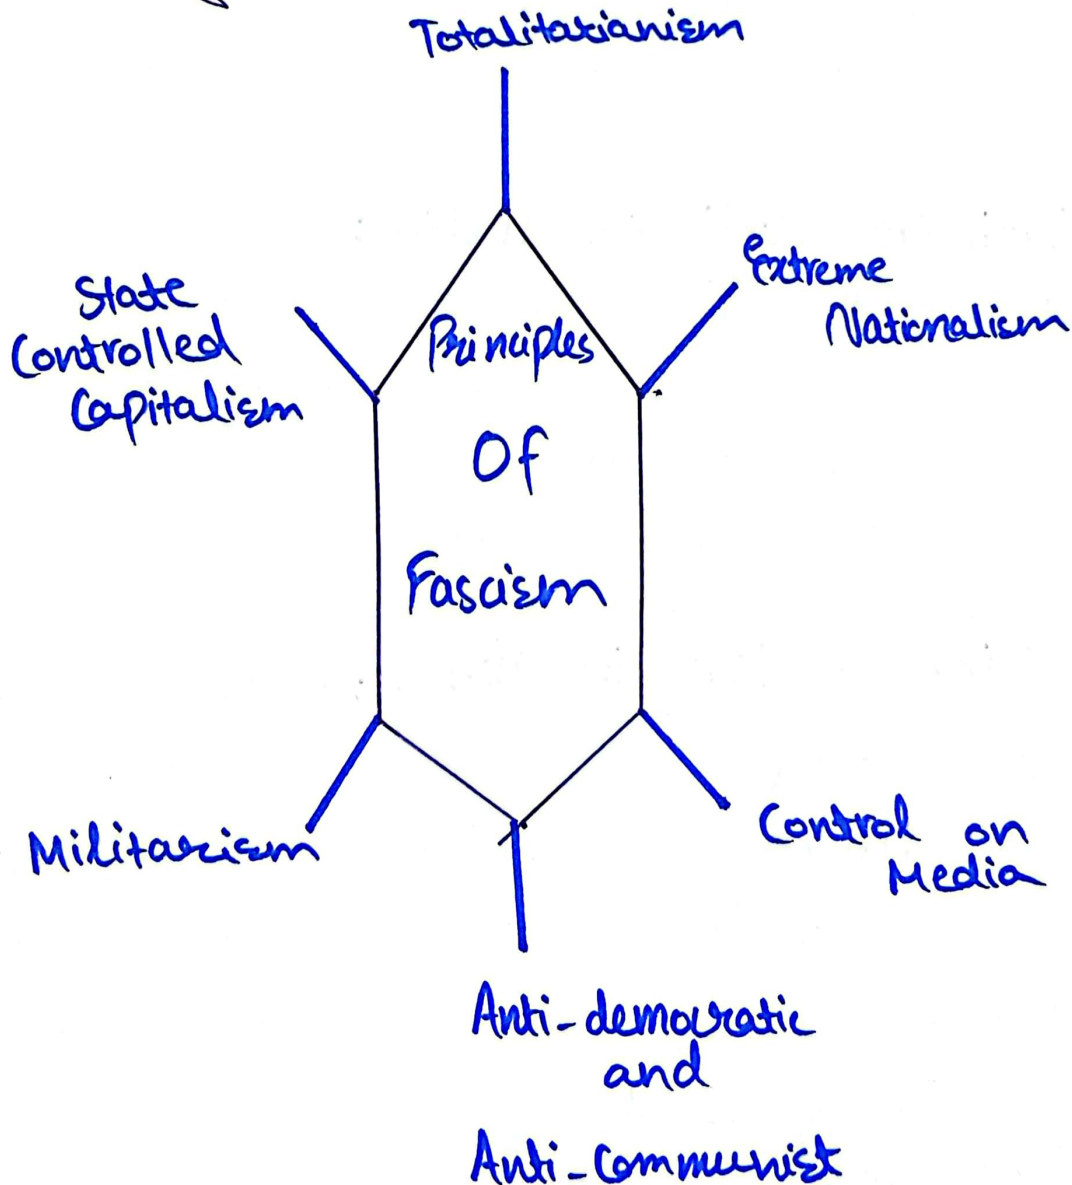 Totalitarianism
Extreme
Nationalism
State
Controlled
Capitalism
Principles
Of
Fascism
Militarism
Control on
Media
Anti-democratic
and
Anti-Communist